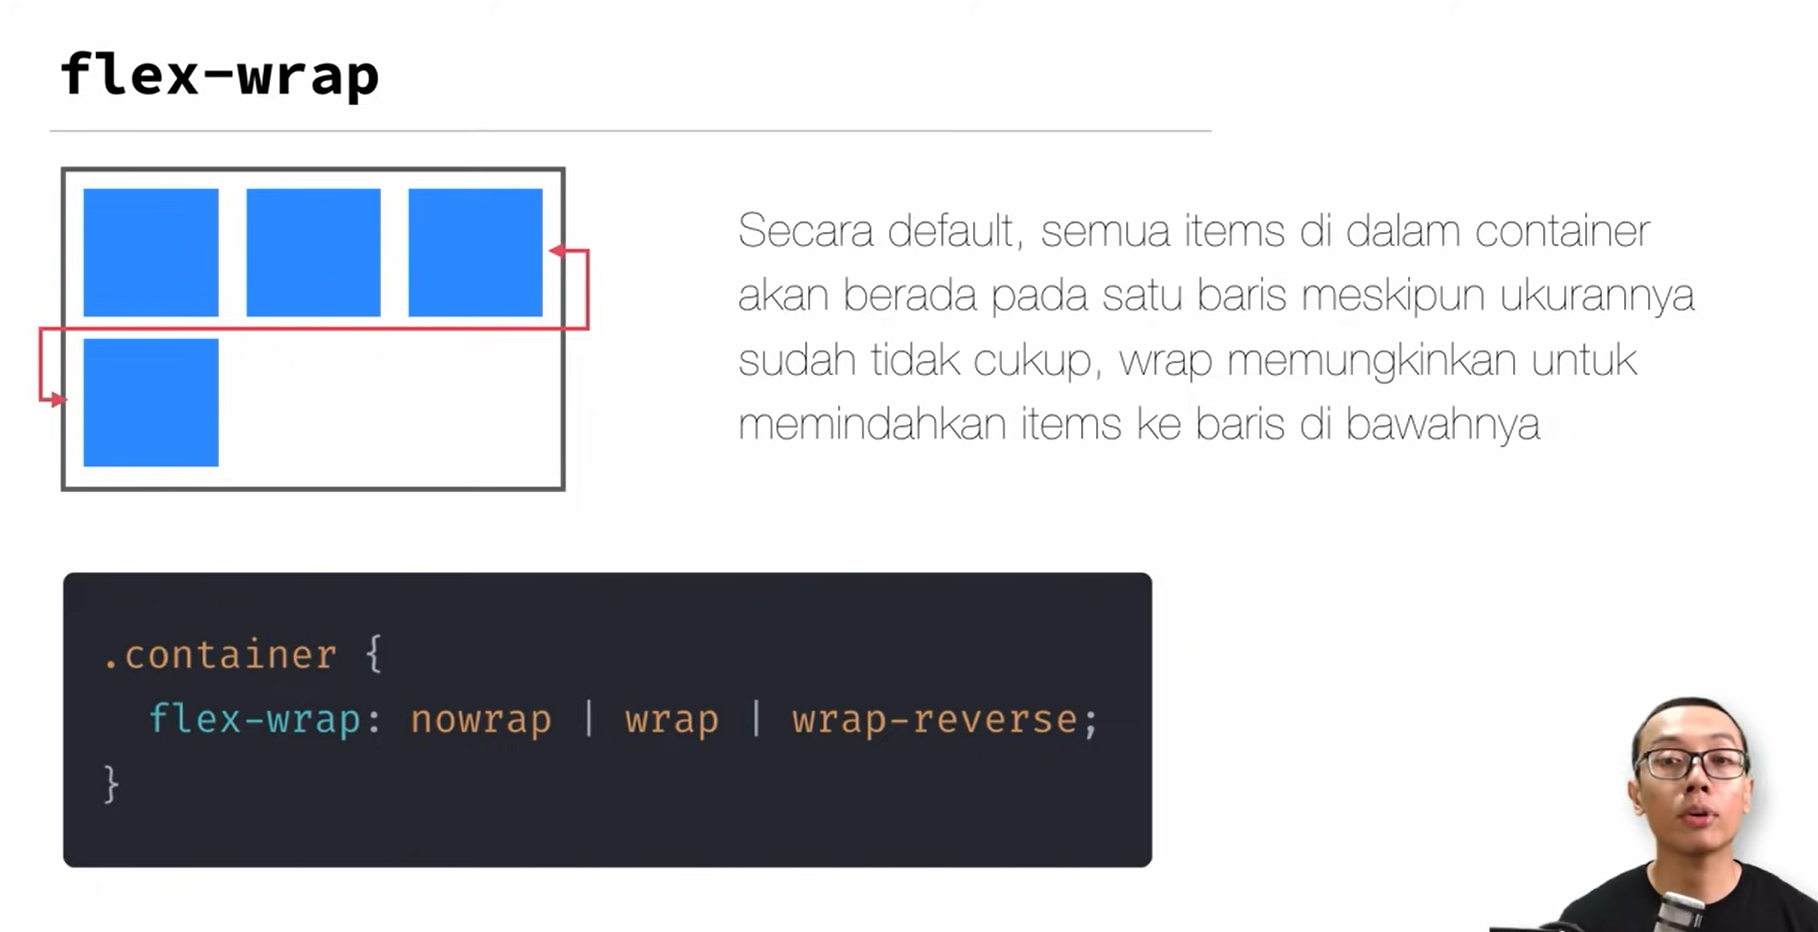 flex-wrap
Secara default, semua items di dalam container
akan berada pada satu baris meskipun ukurannya
sudah tidak cukup, wrap memungkinkan untuk
memindahkan items ke baris di bawahnya
.container {
flex-wrap: nowrap | wrap | wrap-reverse;
}